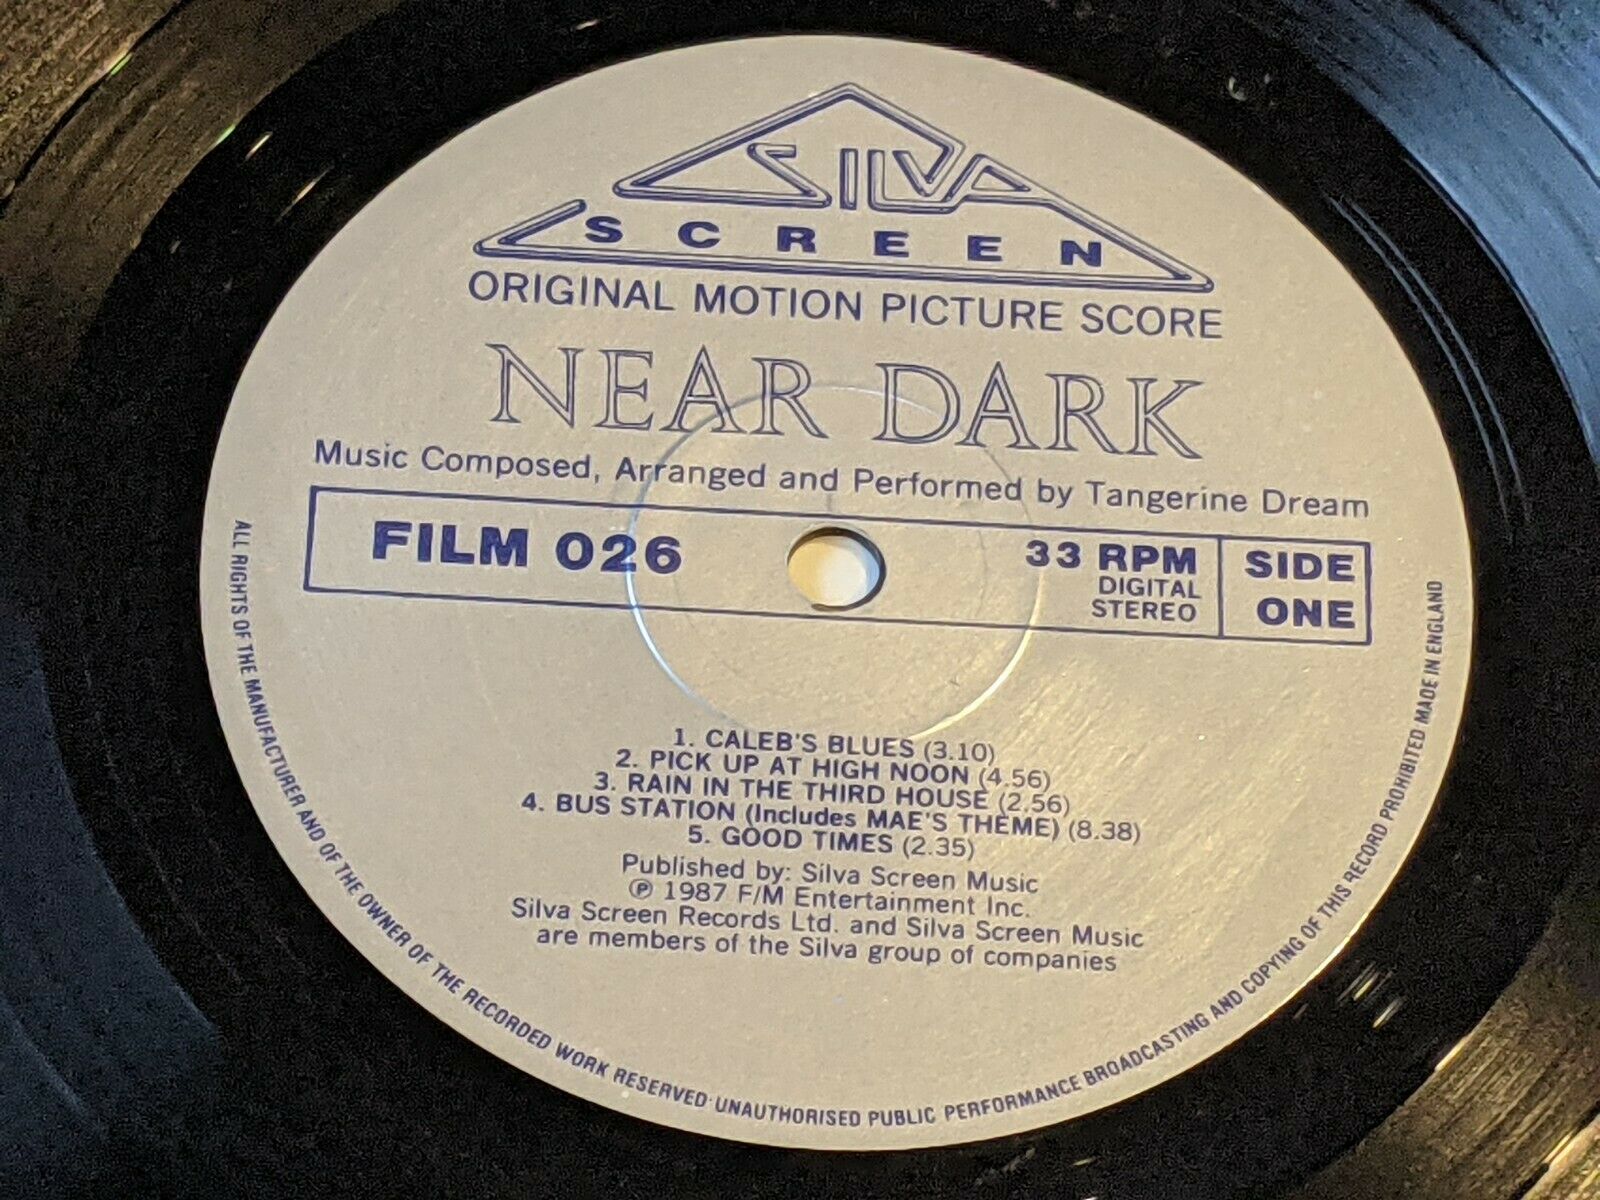 SILVA
SCREEN
ORIGINAL MOTION PICTURE SCORE
NEAR DARK
Music Composed, Arranged and Performed by Tangerine Dream
FILM 026
33 RPM
DIGITAL
STEREO
SIDE
ONE
1. CALEB'S BLUES (3.10)
2. PICK UP AT HIGH NOON (4.56)
3. RAIN IN THE THIRD HOUSE (2.56)
4. BUS STATION (Includes MAE'S THEME) (8.38)
5. GOOD TIMES (2.35)
Published by: Silva Screen Music
℗ 1987 F/M Entertainment Inc.
Silva Screen Records Ltd. and Silva Screen Music
are members of the Silva group of companies
ALL RIGHTS OF THE MANUFACTURER AND OF THE OWNER OF THE RECORDED WORK RESERVED· UNAUTHORISED PUBLIC PERFORMANCE BROADCASTING AND COPYING OF THIS RECORD PROHIBITED MADE IN ENGLAND